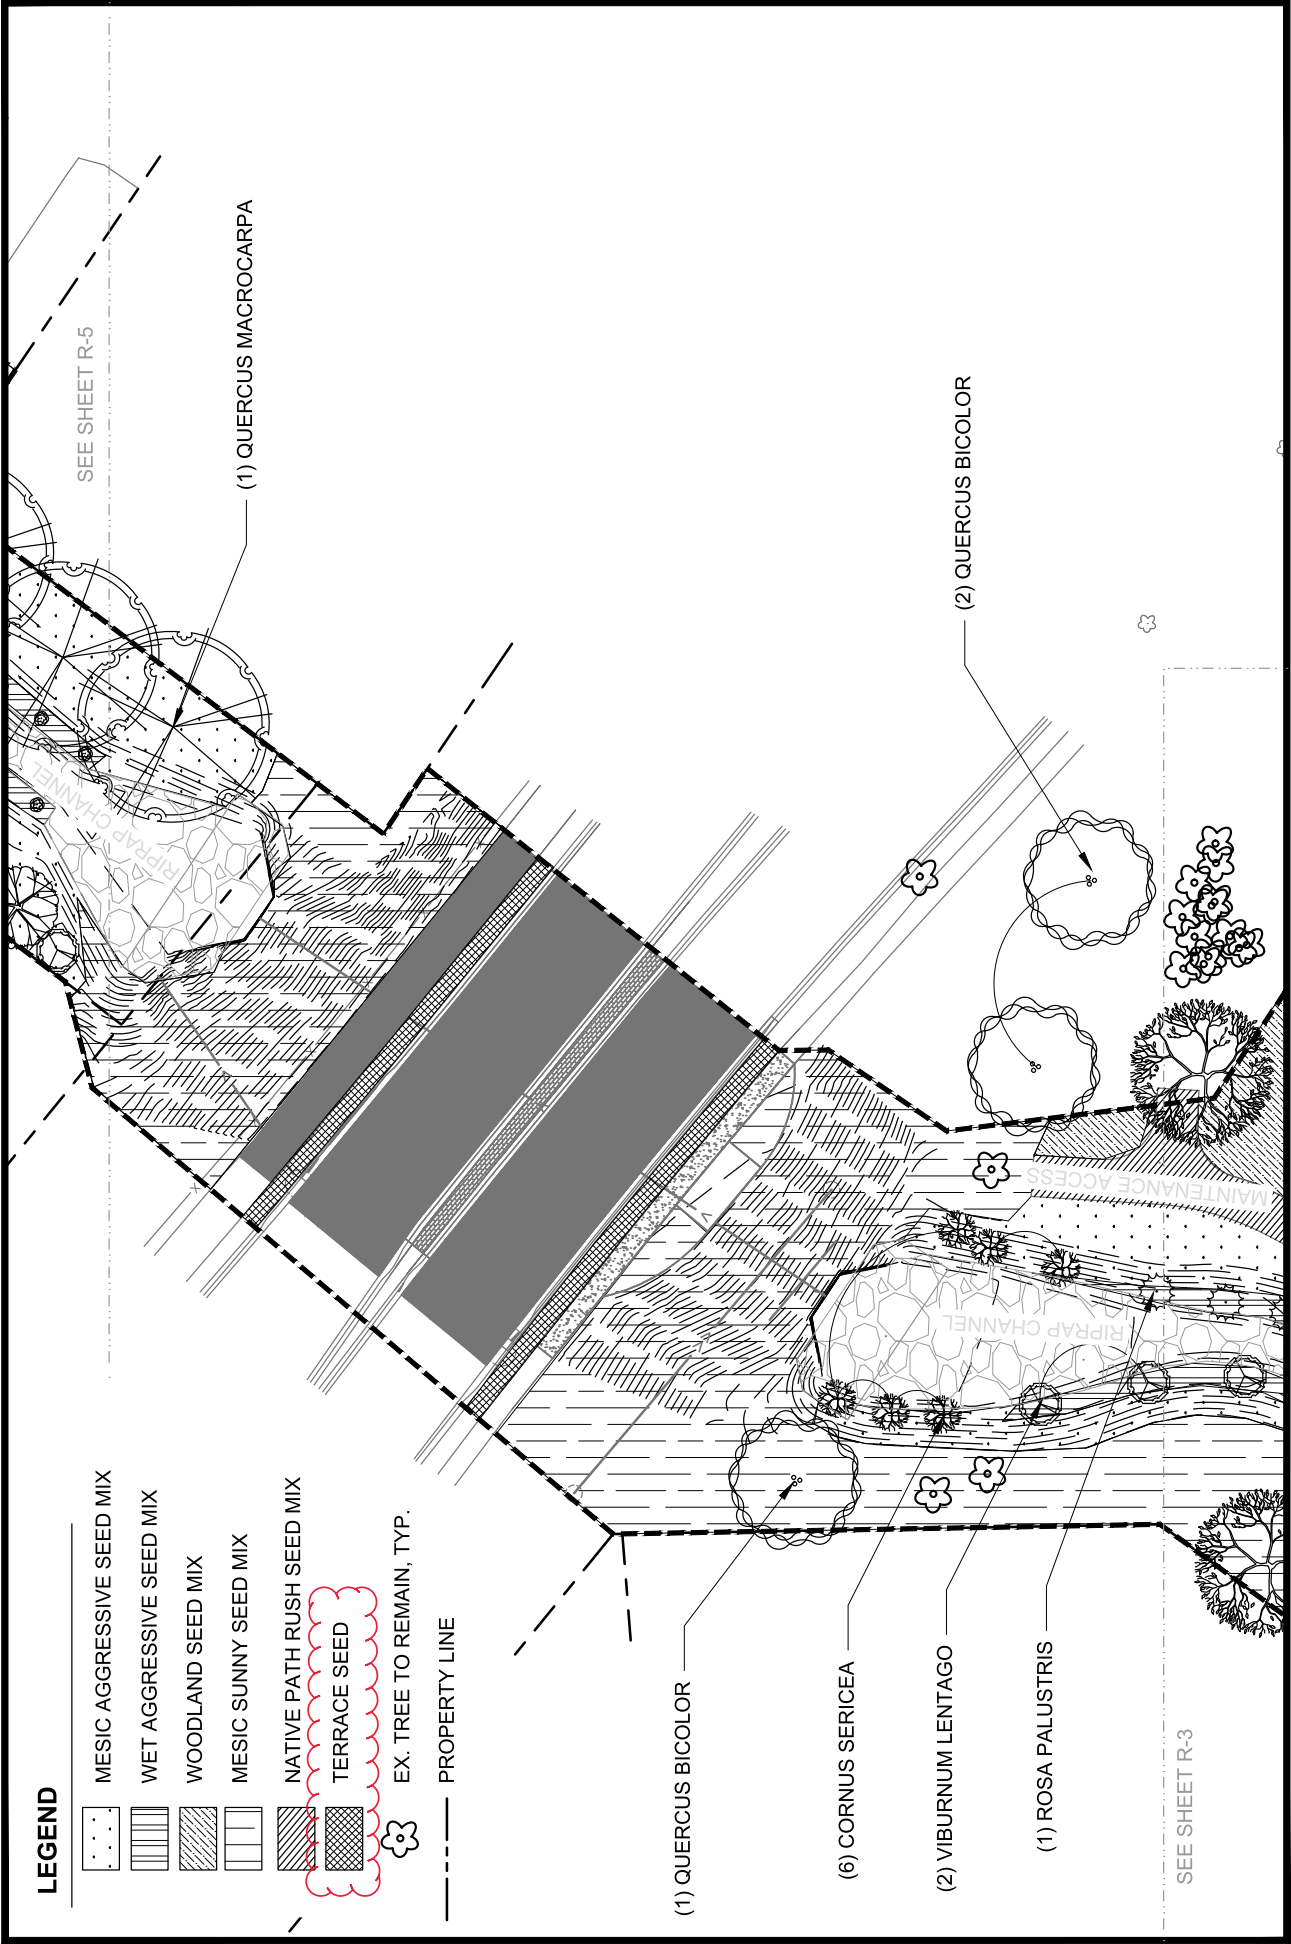 LEGEND
MESIC AGGRESSIVE SEED MIX
WET AGGRESSIVE SEED MIX
WOODLAND SEED MIX
MESIC SUNNY SEED MIX
NATIVE PATH RUSH SEED MIX
TERRACE SEED
EX. TREE TO REMAIN, TYP.
PROPERTY LINE
SEE SHEET R-5
(1) QUERCUS MACROCARPA
RIPRAP CHANNEL
(2) QUERCUS BICOLOR
MAINTENANCE ACCESS
RIPRAP CHANNEL
(1) QUERCUS BICOLOR
(6) CORNUS SERICEA
(2) VIBURNUM LENTAGO
(1) ROSA PALUSTRIS
SEE SHEET R-3